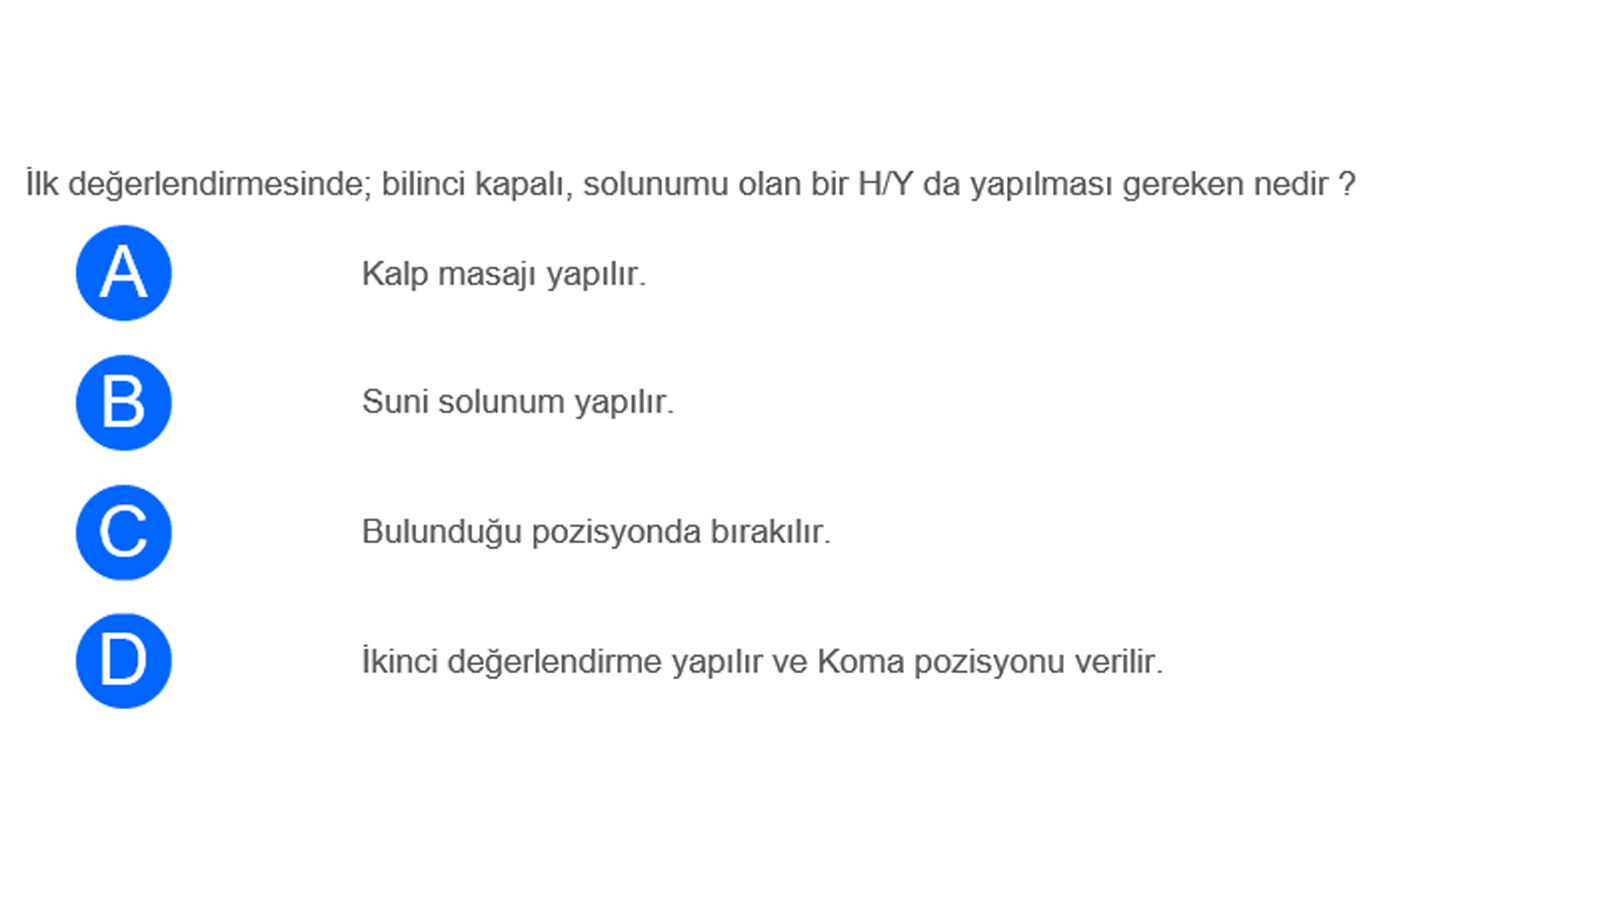 İlk değerlendirmesinde; bilinci kapalı, solunumu olan bir H/Y da yapılması gereken nedir ?
A Kalp masajı yapılır.
B Suni solunum yapılır.
C Bulunduğu pozisyonda bırakılır.
D İkinci değerlendirme yapılır ve Koma pozisyonu verilir.